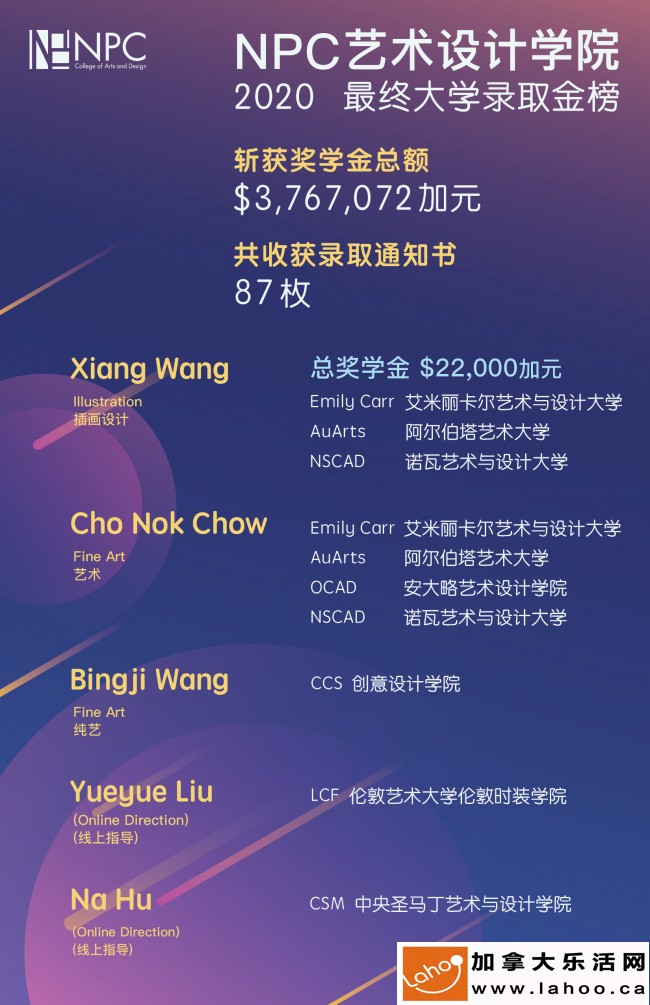 NPC
College of Arts and Design
NPC艺术设计学院
2020 最终大学录取金榜
斩获奖学金总额
$3,767,072加元
共收获录取通知书
87枚
Xiang Wang
Illustration
插画设计
总奖学金 $22,000加元
Emily Carr 艾米丽卡尔艺术与设计大学
AuArts 阿尔伯塔艺术大学
NSCAD 诺瓦艺术与设计大学
Cho Nok Chow
Fine Art
艺术
Emily Carr 艾米丽卡尔艺术与设计大学
AuArts 阿尔伯塔艺术大学
OCAD 安大略艺术设计学院
NSCAD 诺瓦艺术与设计大学
Bingji Wang
Fine Art
纯艺
CCS 创意设计学院
Yueyue Liu
(Online Direction)
(线上指导)
LCF 伦敦艺术大学伦敦时装学院
Na Hu
(Online Direction)
(线上指导)
CSM 中央圣马丁艺术与设计学院
Lahoo
加拿大乐活网
www.lahoo.ca